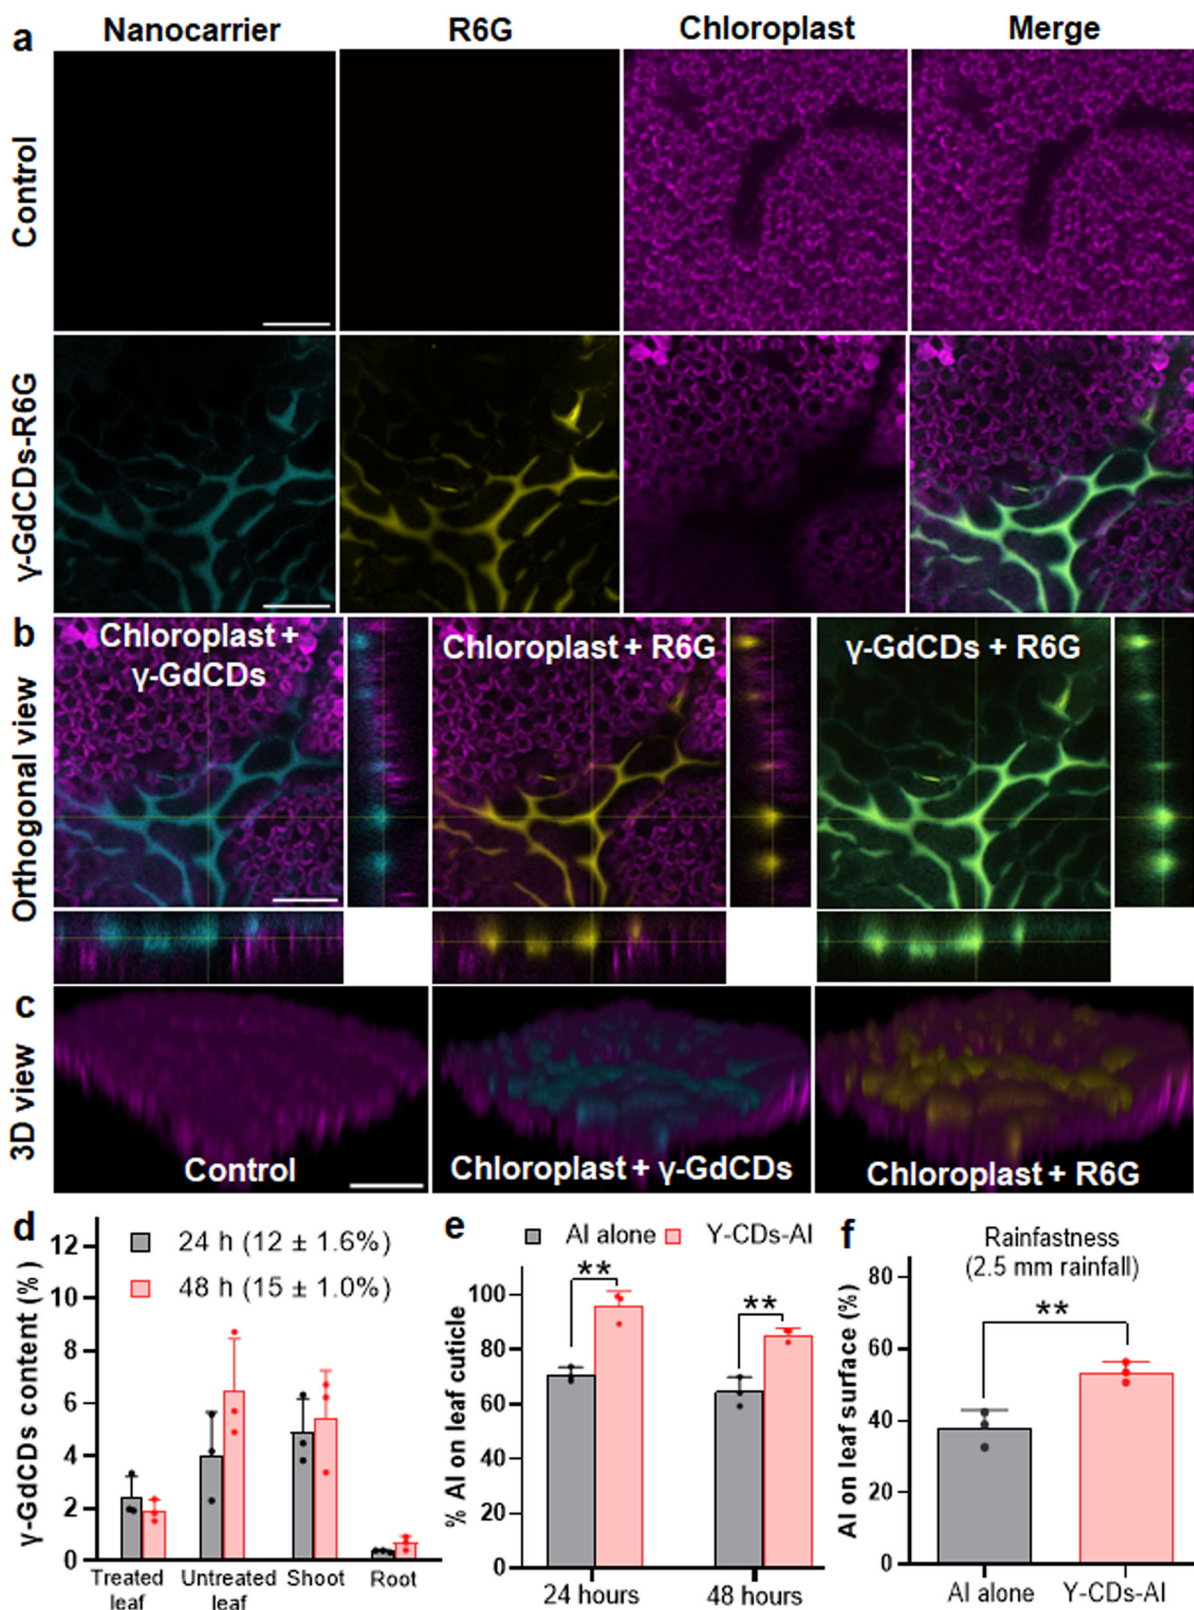 a
Nanocarrier
R6G
Chloroplast
Merge
Control
γ-GdCDs-R6G
b
Orthogonal view
Chloroplast +
γ-GdCDs
Chloroplast + R6G
γ-GdCDs + R6G
c
3D view
Control
Chloroplast + γ-GdCDs
Chloroplast + R6G
d
γ-GdCDs content (%)
12
10
8
6
4
2
0
24 h (12 ± 1.6%)
48 h (15 ± 1.0%)
Treated
leaf
Untreated
leaf
Shoot
Root
e
AI alone
Y-CDs-AI
% AI on leaf cuticle
100
80
60
40
20
0
**
**
24 hours
48 hours
f
Rainfastness
(2.5 mm rainfall)
AI on leaf surface (%)
80
60
40
20
0
**
AI alone
Y-CDs-AI